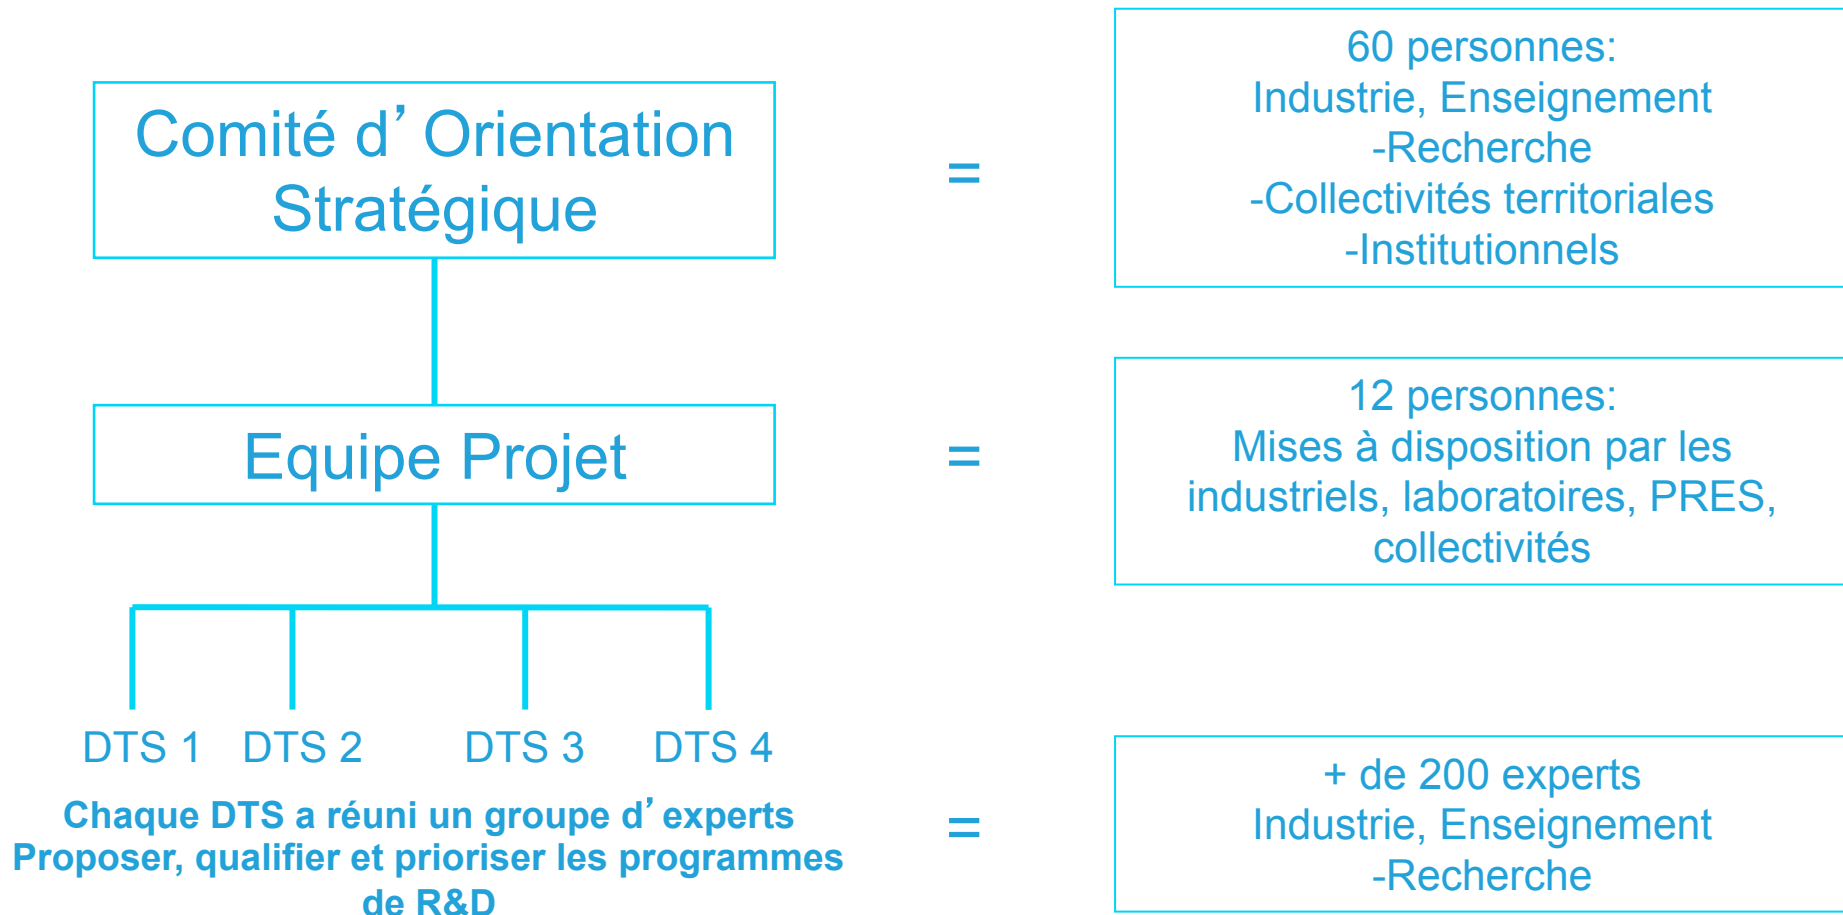 Comité d’ Orientation
Stratégique
=
60 personnes:
Industrie, Enseignement
-Recherche
-Collectivités territoriales
-Institutionnels
Equipe Projet
=
12 personnes:
Mises à disposition par les
industriels, laboratoires, PRES,
collectivités
DTS 1 DTS 2 DTS 3 DTS 4
Chaque DTS a réuni un groupe d’ experts
Proposer, qualifier et prioriser les programmes
de R&D
=
+ de 200 experts
Industrie, Enseignement
-Recherche